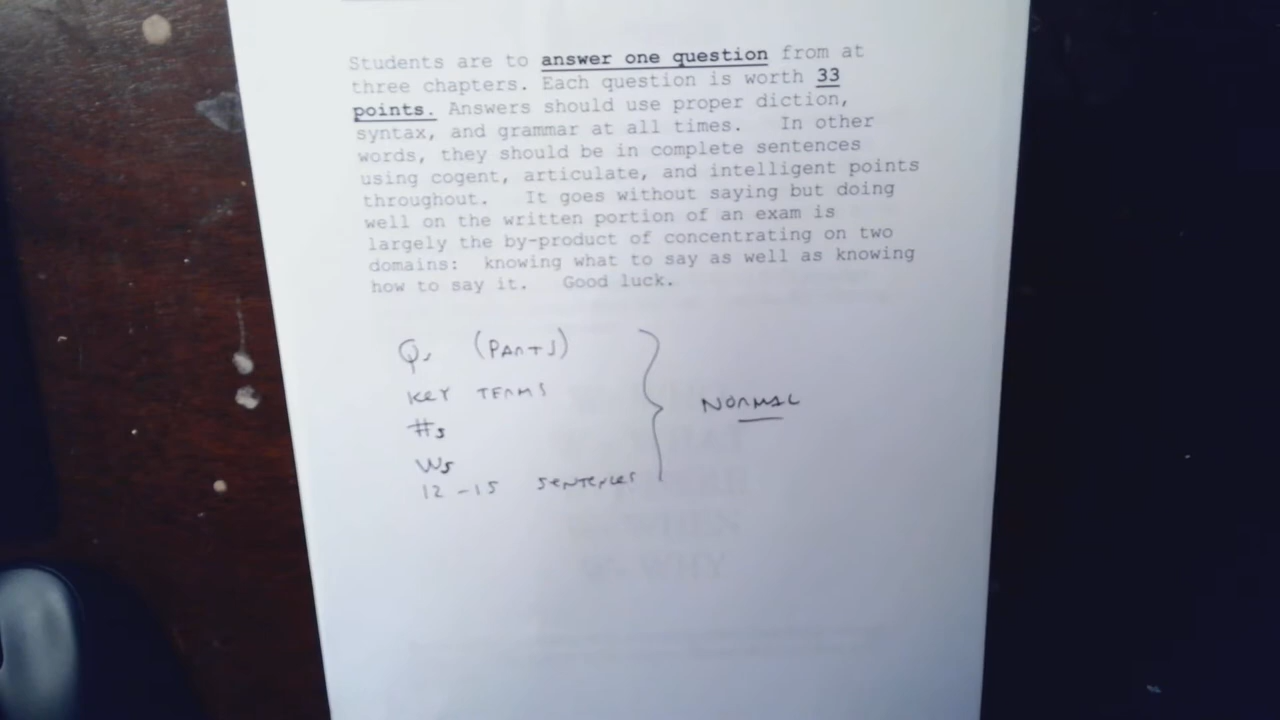 Students are to answer one question from at
three chapters. Each question is worth 33
points. Answers should use proper diction,
syntax, and grammar at all times. In other
words, they should be in complete sentences
using cogent, articulate, and intelligent points
throughout. It goes without saying but doing
well on the written portion of an exam is
largely the by-product of concentrating on two
domains: knowing what to say as well as knowing
how to say it. Good luck.
Q, (PARTS)
KEY TERMS
#s
Ws
12-15 SENTENCES
NORMAL
WHAT
WHEN
WHY